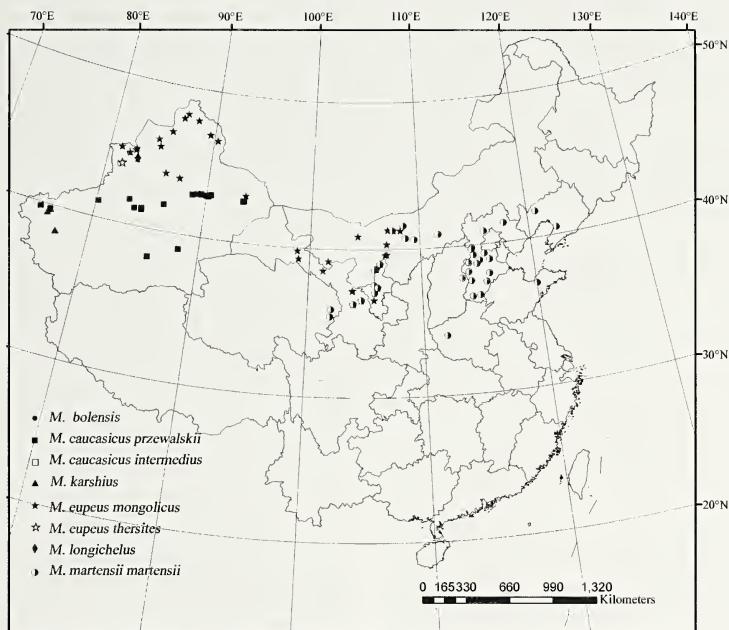 70°E 80°E 90°E 100°E 110°E 120°E 130°E 140°E
50°N
40°N
30°N
20°N
M. bolensis
M. caucasicus przewalskii
M. caucasicus intermedius
M. karshius
M. eupeus mongolicus
M. eupeus thersites
M. longichelus
M. martensii martensii
0 165330 660 990 1,320
Kilometers